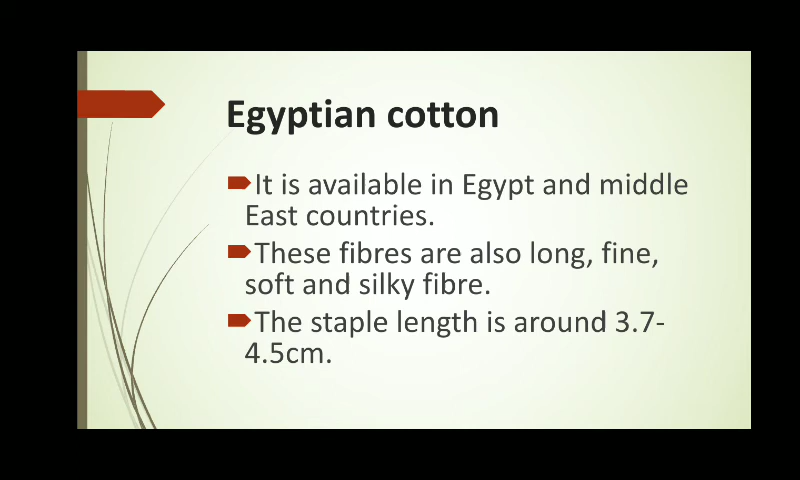 Egyptian cotton
It is available in Egypt and middle
East countries.
These fibres are also long, fine,
soft and silky fibre.
The staple length is around 3.7-
4.5cm.